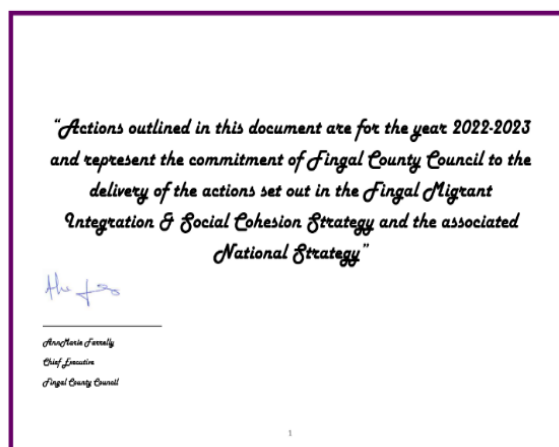 “Actions outlined in this document are for the year 2022-2023
and represent the commitment of Fingal County Council to the
delivery of the actions set out in the Fingal Migrant
Integration & Social Cohesion Strategy and the associated
National Strategy”
AnnMarie Farrelly
Chief Executive
Fingal County Council
1